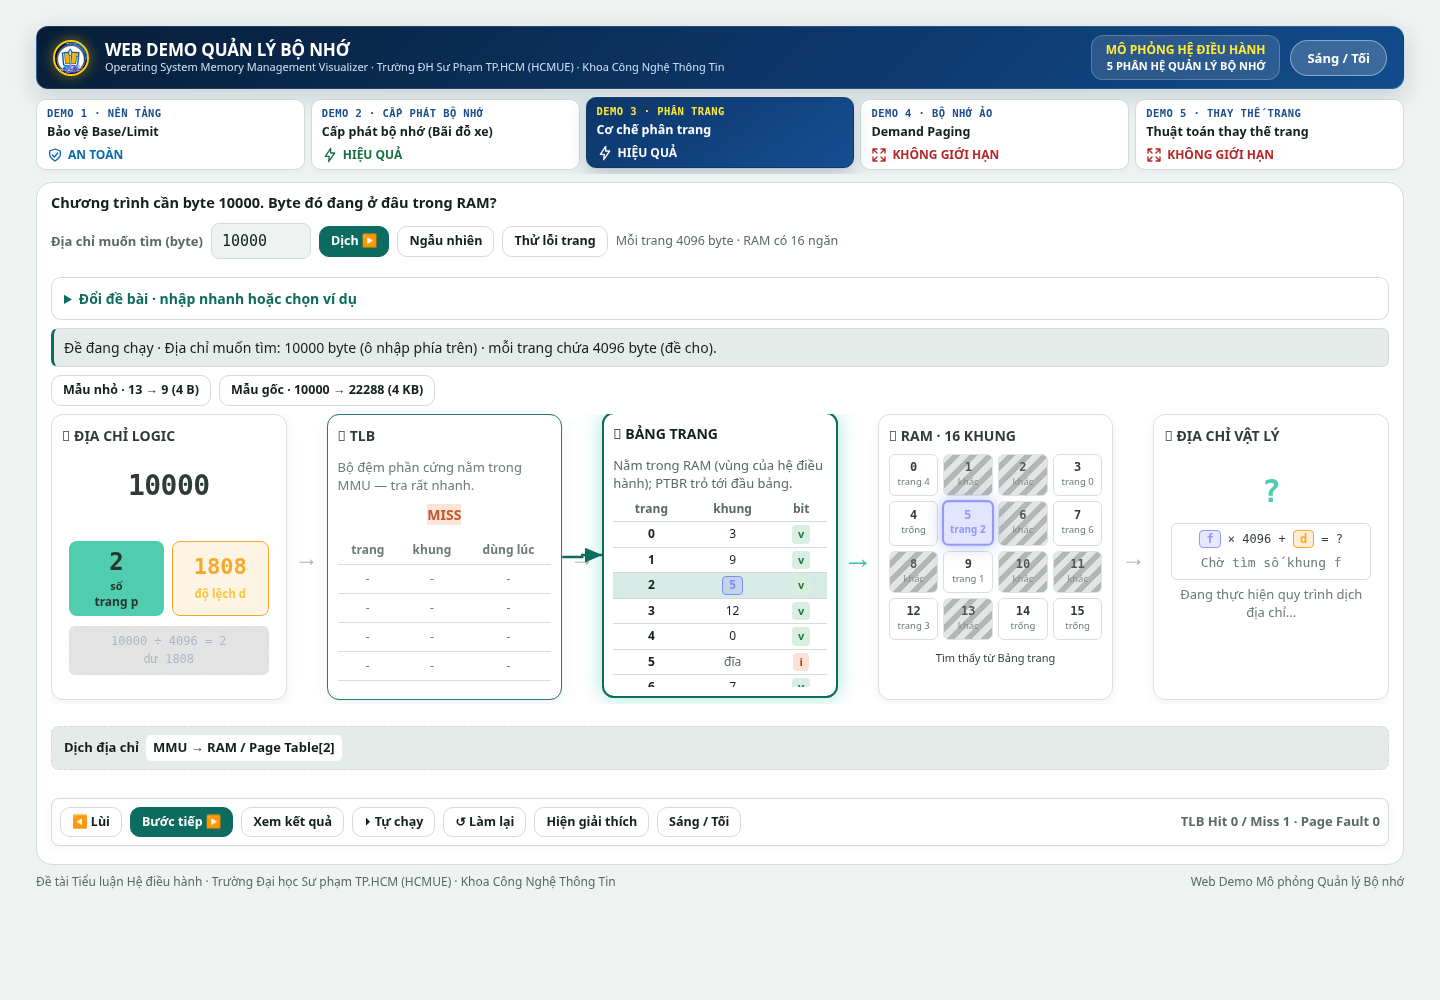 WEB DEMO QUẢN LÝ BỘ NHỚ
Operating System Memory Management Visualizer · Trường ĐH Sư Phạm TP.HCM (HCMUE) · Khoa Công Nghệ Thông Tin
MÔ PHỎNG HỆ ĐIỀU HÀNH
5 PHÂN HỆ QUẢN LÝ BỘ NHỚ
Sáng / Tối
DEMO 1 · NỀN TẢNG
Bảo vệ Base/Limit
AN TOÀN
DEMO 2 · CẤP PHÁT BỘ NHỚ
Cấp phát bộ nhớ (Bãi đỗ xe)
HIỆU QUẢ
DEMO 3 · PHÂN TRANG
Cơ chế phân trang
HIỆU QUẢ
DEMO 4 · BỘ NHỚ ẢO
Demand Paging
KHÔNG GIỚI HẠN
DEMO 5 · THAY THẾ TRANG
Thuật toán thay thế trang
KHÔNG GIỚI HẠN
Chương trình cần byte 10000. Byte đó đang ở đâu trong RAM?
Địa chỉ muốn tìm (byte) 10000 Dịch ▶ Ngẫu nhiên Thử lỗi trang Mỗi trang 4096 byte · RAM có 16 ngăn
▶ Đổi đề bài · nhập nhanh hoặc chọn ví dụ
Đề đang chạy · Địa chỉ muốn tìm: 10000 byte (ô nhập phía trên) · mỗi trang chứa 4096 byte (đề cho).
Mẫu nhỏ · 13 → 9 (4 B) Mẫu gốc · 10000 → 22288 (4 KB)
ĐỊA CHỈ LOGIC
10000
2
số
trang p
1808
độ lệch d
10000 ÷ 4096 = 2
dư 1808
→
TLB
Bộ đệm phần cứng nằm trong
MMU — tra rất nhanh.
MISS
trang khung dùng lúc
- - -
- - -
- - -
- - -
→
BẢNG TRANG
Nằm trong RAM (vùng của hệ điều
hành); PTBR trỏ tới đầu bảng.
trang khung bit
0 3 v
1 9 v
2 5 v
3 12 v
4 0 v
5 đĩa i
6 7 v
→
RAM · 16 KHUNG
0 1 2 3
trang 4 khác khác trang 0
4 5 6 7
trống trang 2 khác trang 6
8 9 10 11
khác trang 1 khác khác
12 13 14 15
trang 3 khác trống trống
Tìm thấy từ Bảng trang
→
ĐỊA CHỈ VẬT LÝ
?
f × 4096 + d = ?
Chờ tìm số khung f
Đang thực hiện quy trình dịch
địa chỉ...
Dịch địa chỉ MMU → RAM / Page Table[2]
◀ Lùi Bước tiếp ▶ Xem kết quả ⏵ Tự chạy ↺ Làm lại Hiện giải thích Sáng / Tối TLB Hit 0 / Miss 1 · Page Fault 0
Đề tài Tiểu luận Hệ điều hành · Trường Đại học Sư phạm TP.HCM (HCMUE) · Khoa Công Nghệ Thông Tin
Web Demo Mô phỏng Quản lý Bộ nhớ